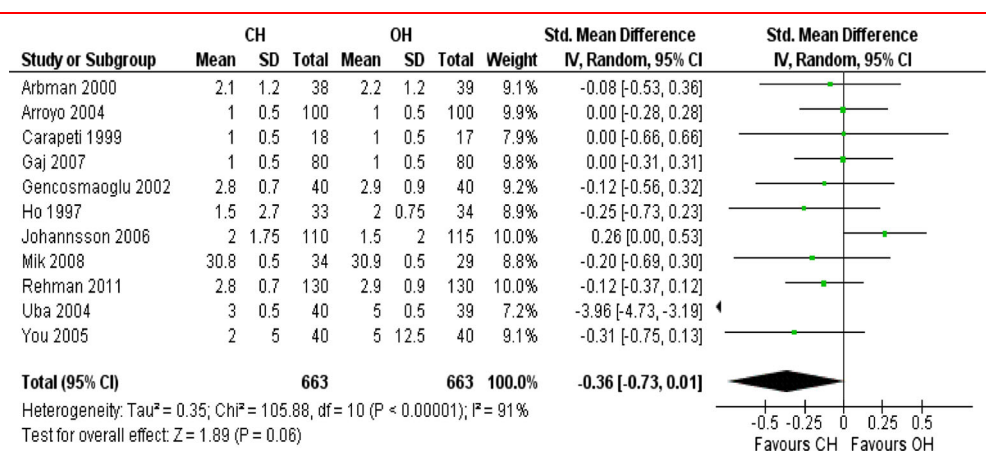 CH OH Std. Mean Difference Std. Mean Difference
Study or Subgroup Mean SD Total Mean SD Total Weight IV, Random, 95% CI IV, Random, 95% CI
Arbman 2000 2.1 1.2 38 2.2 1.2 39 9.1% -0.08 [-0.53, 0.36]
Arroyo 2004 1 0.5 100 1 0.5 100 9.9% 0.00 [-0.28, 0.28]
Carapeti 1999 1 0.5 18 1 0.5 17 7.9% 0.00 [-0.66, 0.66]
Gaj 2007 1 0.5 80 1 0.5 80 9.8% 0.00 [-0.31, 0.31]
Gencosmaoglu 2002 2.8 0.7 40 2.9 0.9 40 9.2% -0.12 [-0.56, 0.32]
Ho 1997 1.5 2.7 33 2 0.75 34 8.9% -0.25 [-0.73, 0.23]
Johannsson 2006 2 1.75 110 1.5 2 115 10.0% 0.26 [0.00, 0.53]
Mik 2008 30.8 0.5 34 30.9 0.5 29 8.8% -0.20 [-0.69, 0.30]
Rehman 2011 2.8 0.7 130 2.9 0.9 130 10.0% -0.12 [-0.37, 0.12]
Uba 2004 3 0.5 40 5 0.5 39 7.2% -3.96 [-4.73, -3.19]
You 2005 2 5 40 5 12.5 40 9.1% -0.31 [-0.75, 0.13]
Total (95% CI) 663 663 100.0% -0.36 [-0.73, 0.01]
Heterogeneity: Tau² = 0.35; Chi² = 105.88, df = 10 (P < 0.00001); I² = 91%
Test for overall effect: Z = 1.89 (P = 0.06)
-0.5 -0.25 0 0.25 0.5
Favours CH Favours OH